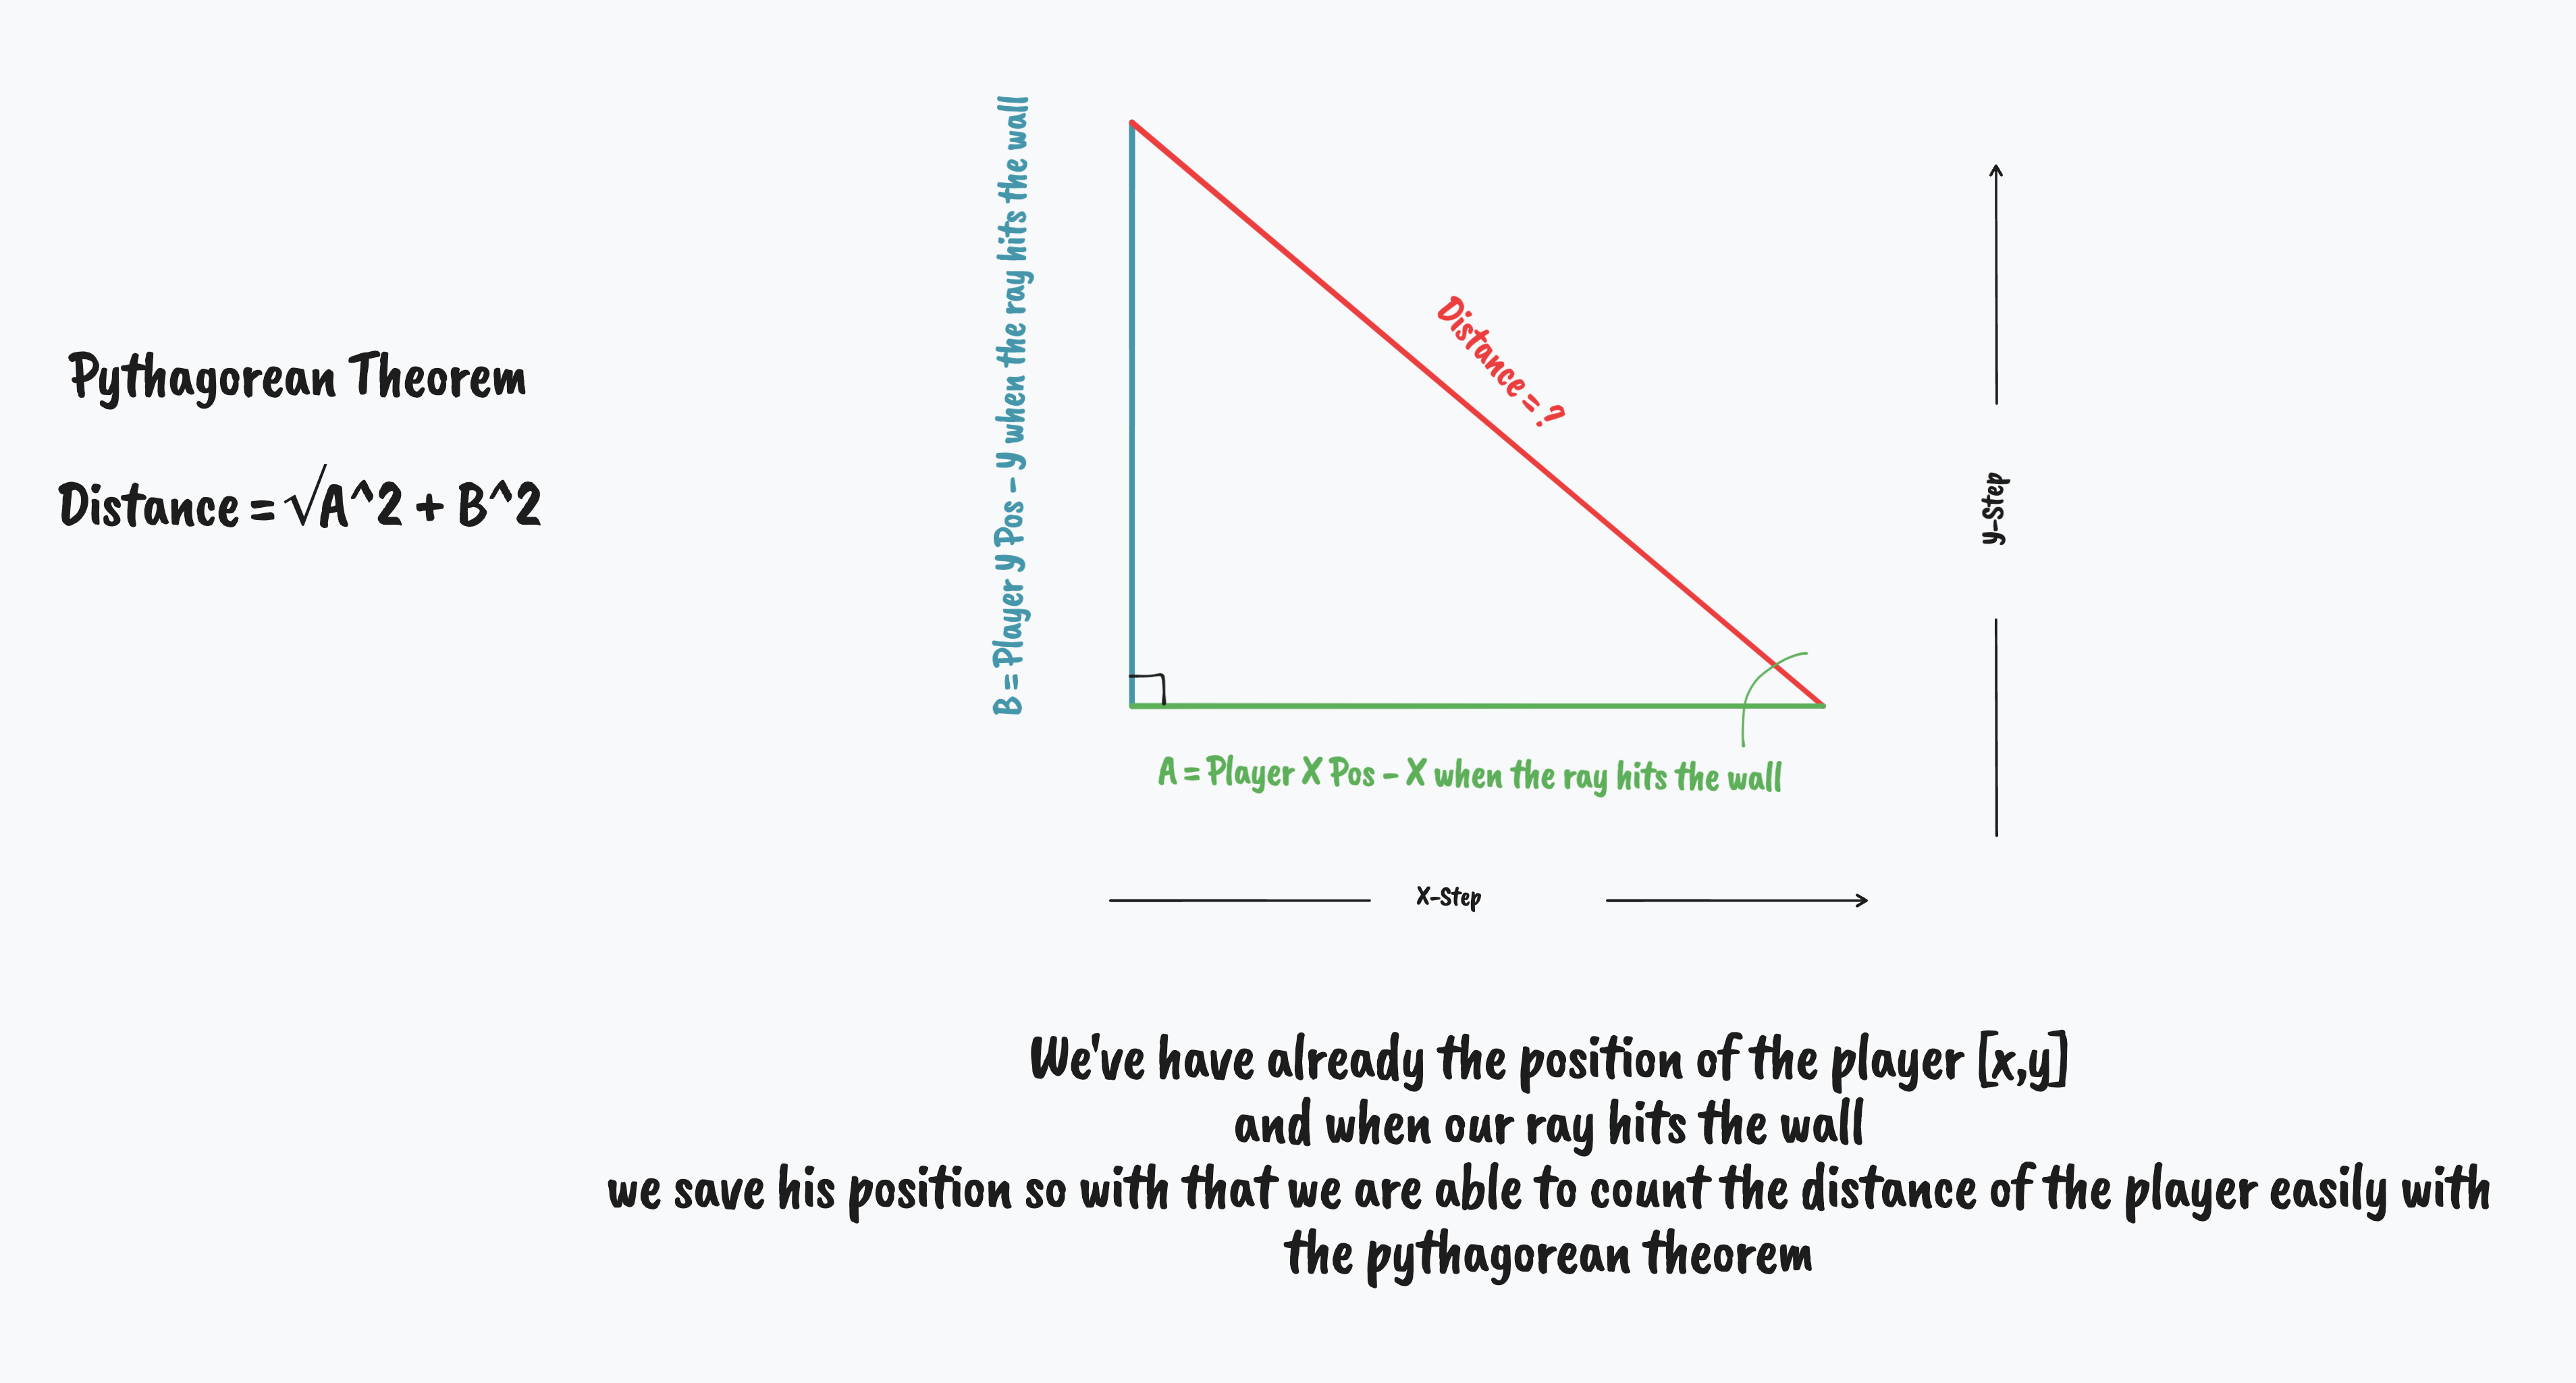 Pythagorean Theorem
Distance = √A^2 + B^2
B = Player Y Pos - Y when the ray hits the wall
Distance = ?
A = Player X Pos - X when the ray hits the wall
y-Step
X-Step
We've have already the position of the player [x,y]
and when our ray hits the wall
we save his position so with that we are able to count the distance of the player easily with
the pythagorean theorem